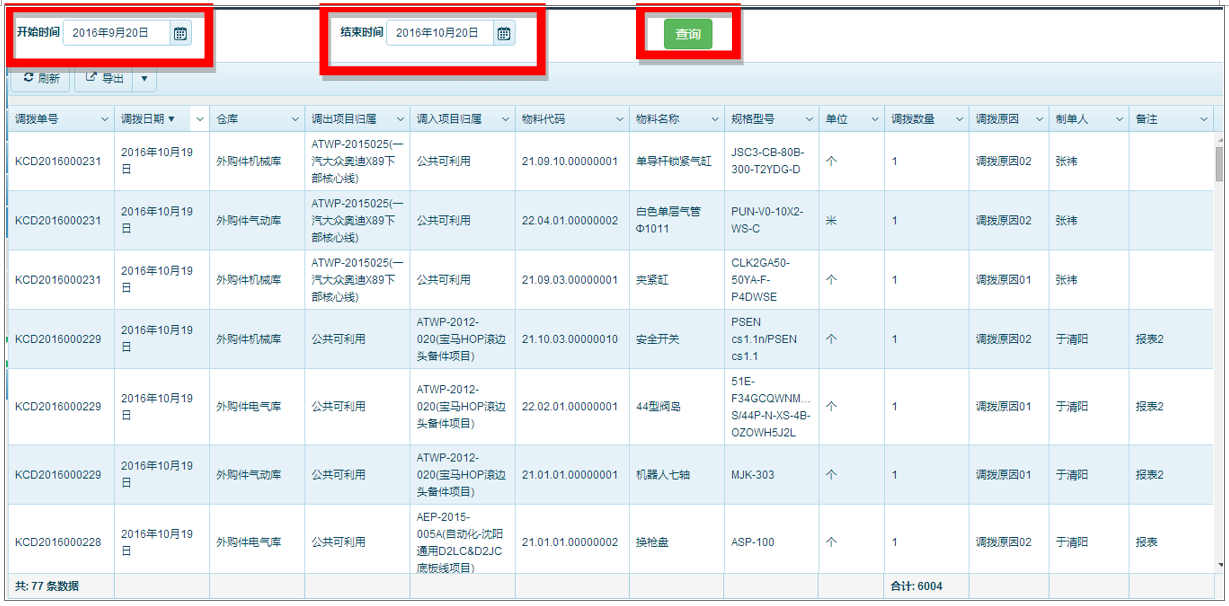 开始时间 2016年9月20日 结束时间 2016年10月20日 查询
刷新 导出
调拨单号 调拨日期 仓库 调出项目归属 调入项目归属 物料代码 物料名称 规格型号 单位 调拨数量 调拨原因 制单人 备注
KCD2016000231 2016年10月19日 外购件机械库 ATWP-2015025(一汽大众奥迪X89下部核心线) 公共可利用 21.09.10.00000001 单导杆锁紧气缸 JSC3-CB-80B-300-T2YDG-D 个 1 调拨原因02 张祎
KCD2016000231 2016年10月19日 外购件气动库 ATWP-2015025(一汽大众奥迪X89下部核心线) 公共可利用 22.04.01.00000002 白色单层气管Φ1011 PUN-V0-10X2-WS-C 米 1 调拨原因02 张祎
KCD2016000231 2016年10月19日 外购件机械库 ATWP-2015025(一汽大众奥迪X89下部核心线) 公共可利用 21.09.03.00000001 夹紧缸 CLK2GA50-50YA-F-P4DWSE 个 1 调拨原因01 张祎
KCD2016000229 2016年10月19日 外购件机械库 公共可利用 ATWP-2012-020(宝马HOP滚边头备件项目) 21.10.03.00000010 安全开关 PSEN cs1.1n/PSEN cs1.1 个 1 调拨原因02 于清阳 报表2
KCD2016000229 2016年10月19日 外购件电气库 公共可利用 ATWP-2012-020(宝马HOP滚边头备件项目) 22.02.01.00000001 44型阀岛 51E-F34GCQWNM...S/44P-N-XS-4B-OZOWH5J2L 个 1 调拨原因01 于清阳 报表2
KCD2016000229 2016年10月19日 外购件气动库 公共可利用 ATWP-2012-020(宝马HOP滚边头备件项目) 21.01.01.00000001 机器人七轴 MJK-303 个 1 调拨原因01 于清阳 报表2
KCD2016000228 2016年10月19日 外购件电气库 公共可利用 AEP-2015-005A(自动化-沈阳通用D2LC&D2JC底板线项目) 21.01.01.00000002 换枪盘 ASP-100 个 1 调拨原因02 于清阳 报表
共: 77 条数据 合计: 6004